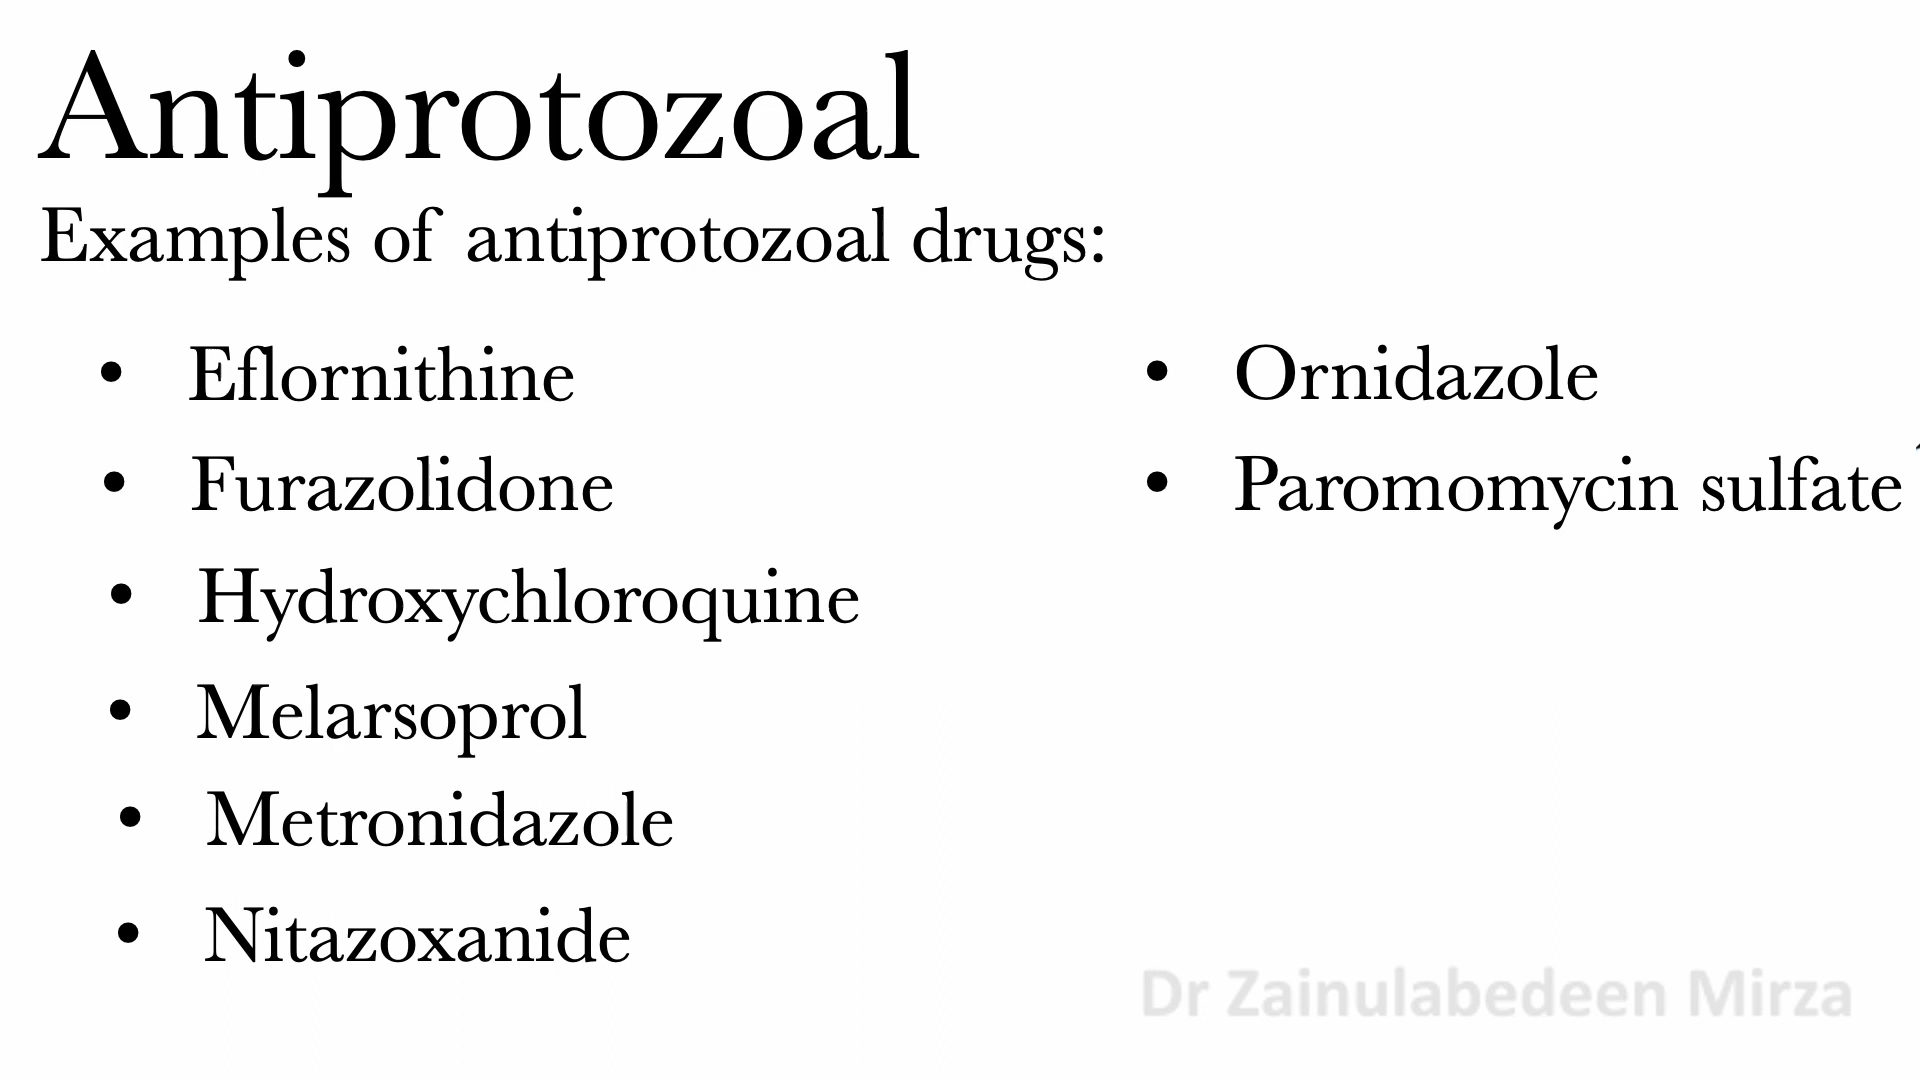 Antiprotozoal
Examples of antiprotozoal drugs:
• Eflornithine
• Furazolidone
• Hydroxychloroquine
• Melarsoprol
• Metronidazole
• Nitazoxanide
• Ornidazole
• Paromomycin sulfate
Dr Zainulabedeen Mirza